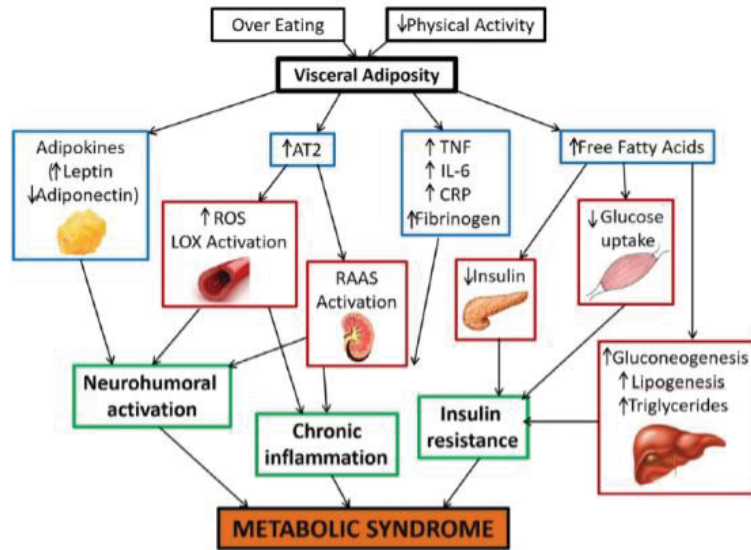 Over Eating
↓Physical Activity
Visceral Adiposity
Adipokines
(↑Leptin
↓Adiponectin)
↑AT2
↑ TNF
↑ IL-6
↑ CRP
↑Fibrinogen
↑Free Fatty Acids
↑ ROS
LOX Activation
RAAS
Activation
↓Insulin
↓ Glucose
uptake
↑Gluconeogenesis
↑ Lipogenesis
↑Triglycerides
Neurohumoral
activation
Chronic
inflammation
Insulin
resistance
METABOLIC SYNDROME